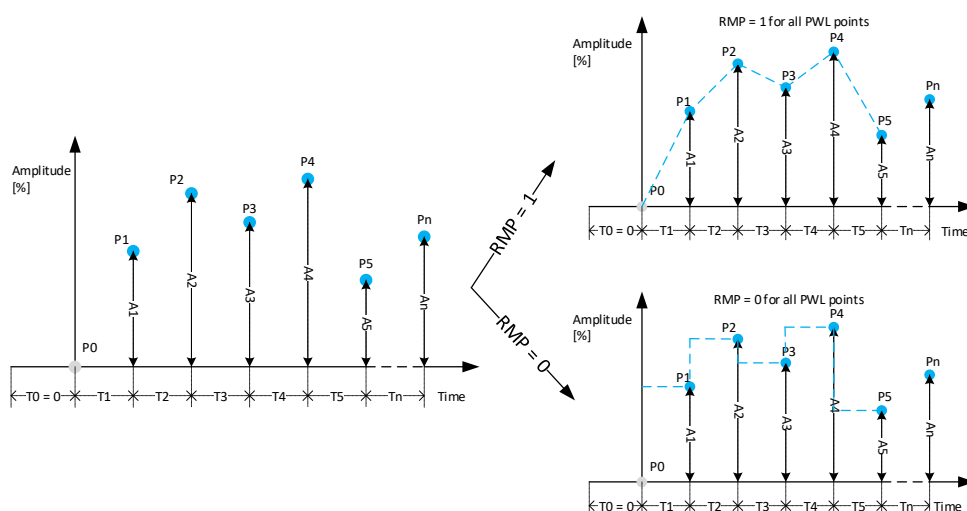 Amplitude
[%]
P0
P1
P2
P3
P4
P5
Pn
A1
A2
A3
A4
A5
An
T0 = 0
T1
T2
T3
T4
T5
Tn
Time
RMP = 1
RMP = 0
RMP = 1 for all PWL points
Amplitude
[%]
P0
P1
P2
P3
P4
P5
Pn
A1
A2
A3
A4
A5
An
T0 = 0
T1
T2
T3
T4
T5
Tn
Time
RMP = 0 for all PWL points
Amplitude
[%]
P0
P1
P2
P3
P4
P5
Pn
A1
A2
A3
A4
A5
An
T0 = 0
T1
T2
T3
T4
T5
Tn
Time